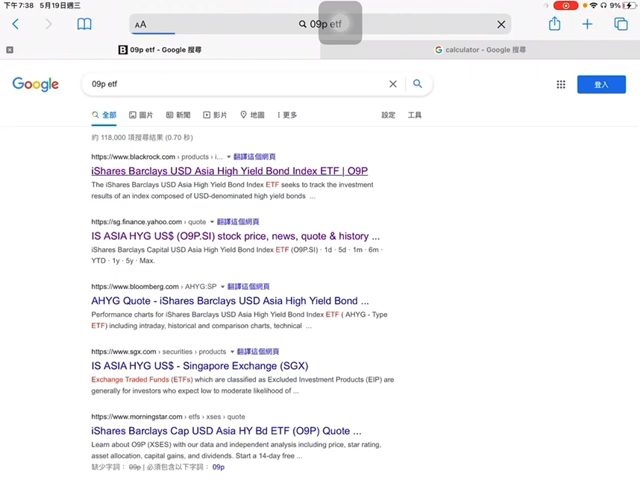 下午 7:38 5月19日週三
9%
AA
09p etf
09p etf - Google 搜尋
calculator - Google 搜尋
Google
09p etf
登入
全部 圖片 新聞 影片 地圖 更多 設定 工具
約 118,000 項搜尋結果 (0.70 秒)
https://www.blackrock.com › products › i... 翻譯這個網頁
iShares Barclays USD Asia High Yield Bond Index ETF | O9P
The iShares Barclays USD Asia High Yield Bond Index ETF seeks to track the investment
results of an index composed of USD-denominated high yield bonds ...
https://sg.finance.yahoo.com › quote 翻譯這個網頁
IS ASIA HYG US$ (O9P.SI) stock price, news, quote & history ...
iShares Barclays Capital USD Asia High Yield Bond Index ETF (O9P.SI) · 1d · 5d · 1m · 6m ·
YTD · 1y · 5y · Max.
https://www.bloomberg.com › AHYG:SP 翻譯這個網頁
AHYG Quote - iShares Barclays USD Asia High Yield Bond ...
Performance charts for iShares Barclays USD Asia High Yield Bond Index ETF ( AHYG - Type
ETF) including intraday, historical and comparison charts, technical ...
https://www.sgx.com › securities › products 翻譯這個網頁
IS ASIA HYG US$ - Singapore Exchange (SGX)
Exchange Traded Funds (ETFs) which are classified as Excluded Investment Products (EIP) are
generally for investors who expect low to moderate likelihood of ...
https://www.morningstar.com › etfs › xses › quote
iShares Barclays Cap USD Asia HY Bd ETF (O9P) Quote ...
Learn about O9P (XSES) with our data and independent analysis including price, star rating,
asset allocation, capital gains, and dividends. Start a 14-day free ...
缺少字詞： 09p | 必須包含以下字詞： 09p